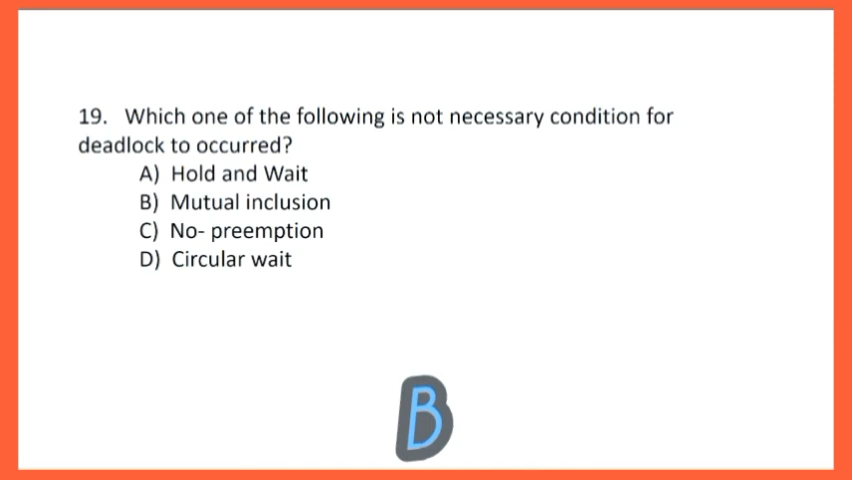 19. Which one of the following is not necessary condition for
deadlock to occurred?
A) Hold and Wait
B) Mutual inclusion
C) No- preemption
D) Circular wait
B